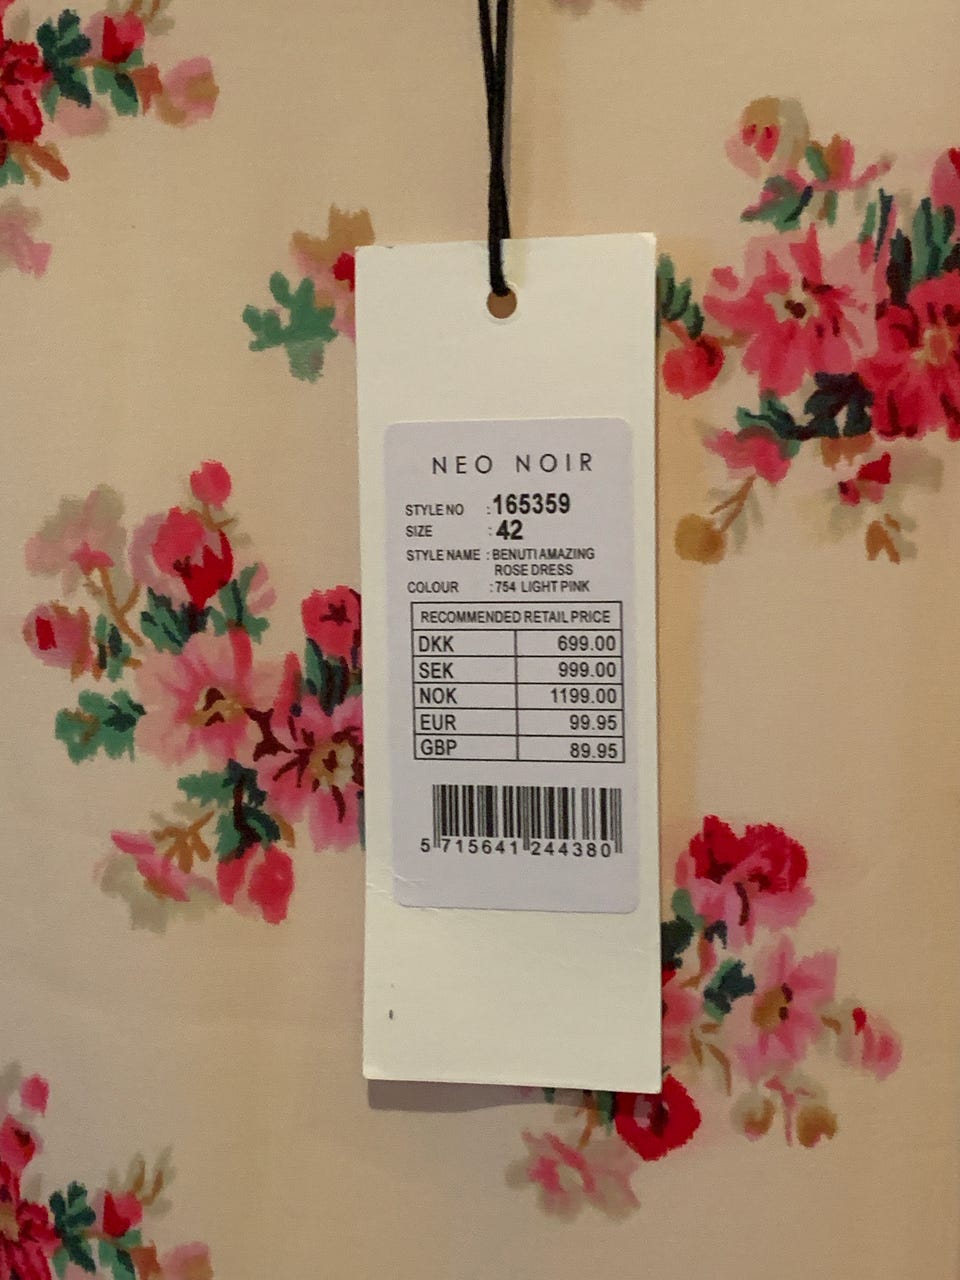 NEO NOIR
STYLE NO : 165359
SIZE : 42
STYLE NAME : BENUTI AMAZING
ROSE DRESS
COLOUR : 754 LIGHT PINK
RECOMMENDED RETAIL PRICE
DKK 699.00
SEK 999.00
NOK 1199.00
EUR 99.95
GBP 89.95
5 715641 244380